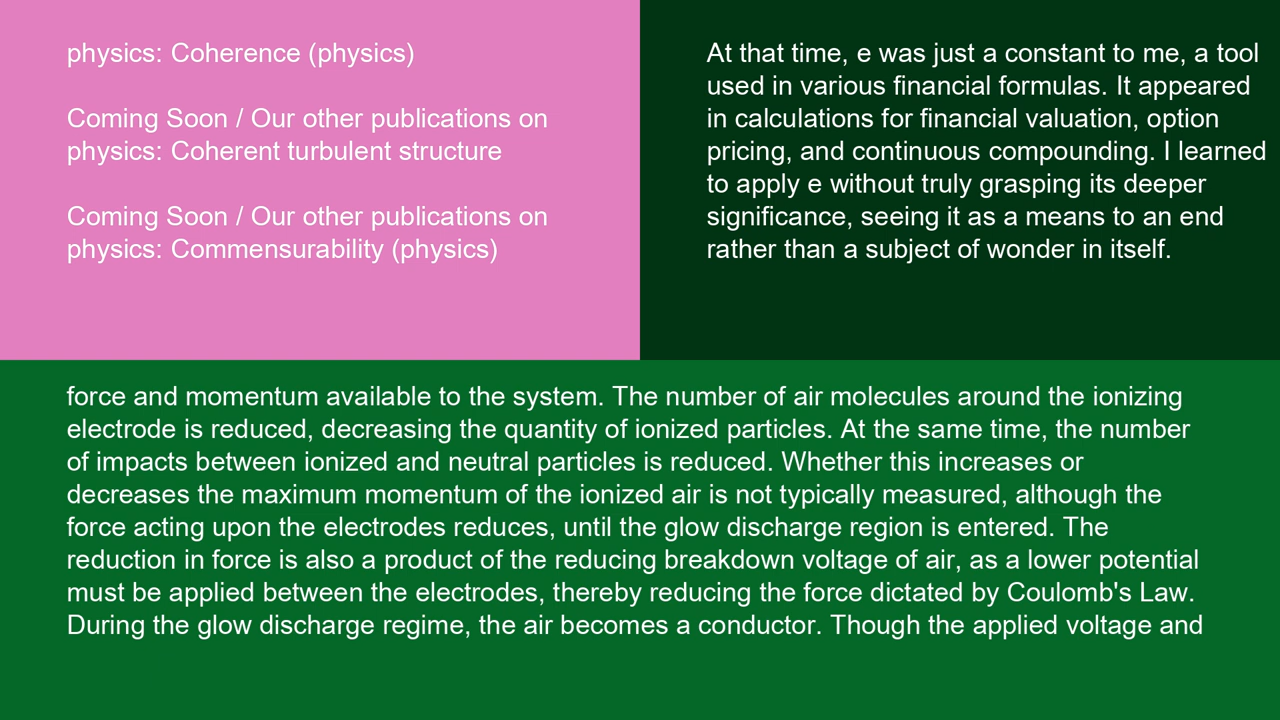 physics: Coherence (physics)
Coming Soon / Our other publications on
physics: Coherent turbulent structure
Coming Soon / Our other publications on
physics: Commensurability (physics)
At that time, e was just a constant to me, a tool
used in various financial formulas. It appeared
in calculations for financial valuation, option
pricing, and continuous compounding. I learned
to apply e without truly grasping its deeper
significance, seeing it as a means to an end
rather than a subject of wonder in itself.
force and momentum available to the system. The number of air molecules around the ionizing
electrode is reduced, decreasing the quantity of ionized particles. At the same time, the number
of impacts between ionized and neutral particles is reduced. Whether this increases or
decreases the maximum momentum of the ionized air is not typically measured, although the
force acting upon the electrodes reduces, until the glow discharge region is entered. The
reduction in force is also a product of the reducing breakdown voltage of air, as a lower potential
must be applied between the electrodes, thereby reducing the force dictated by Coulomb's Law.
During the glow discharge regime, the air becomes a conductor. Though the applied voltage and